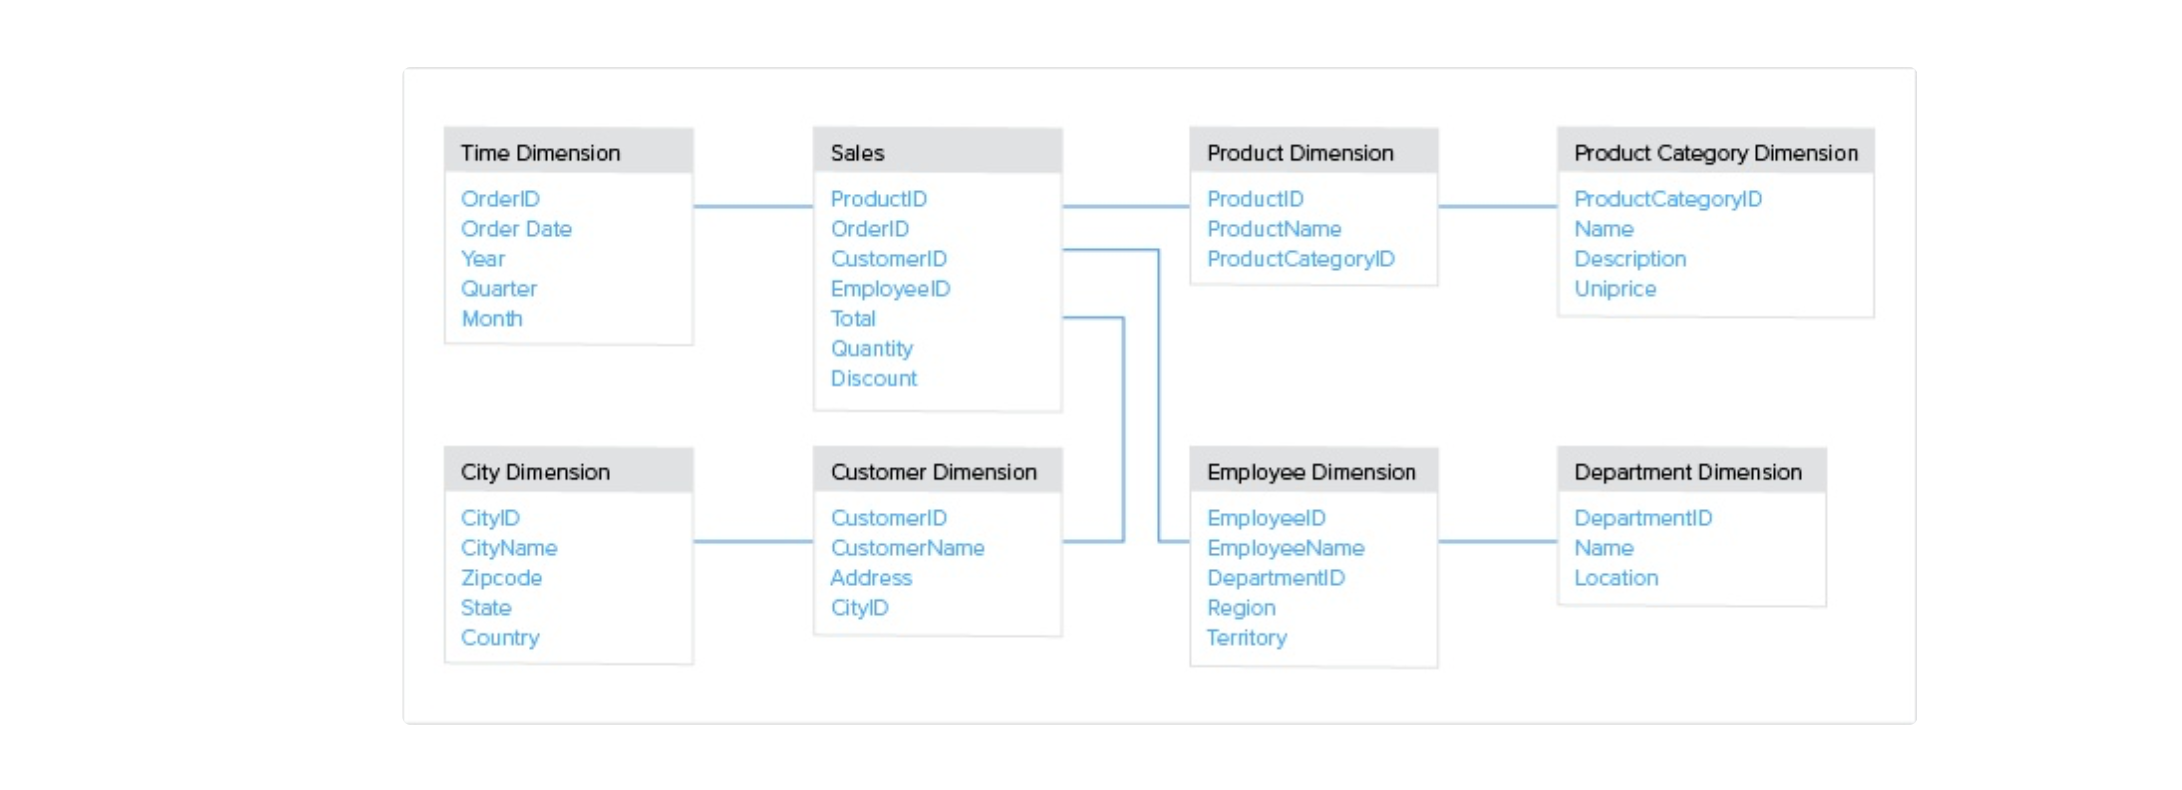 Time Dimension
OrderID
Order Date
Year
Quarter
Month
Sales
ProductID
OrderID
CustomerID
EmployeeID
Total
Quantity
Discount
Product Dimension
ProductID
ProductName
ProductCategoryID
Product Category Dimension
ProductCategoryID
Name
Description
Uniprice
City Dimension
CityID
CityName
Zipcode
State
Country
Customer Dimension
CustomerID
CustomerName
Address
CityID
Employee Dimension
EmployeeID
EmployeeName
DepartmentID
Region
Territory
Department Dimension
DepartmentID
Name
Location